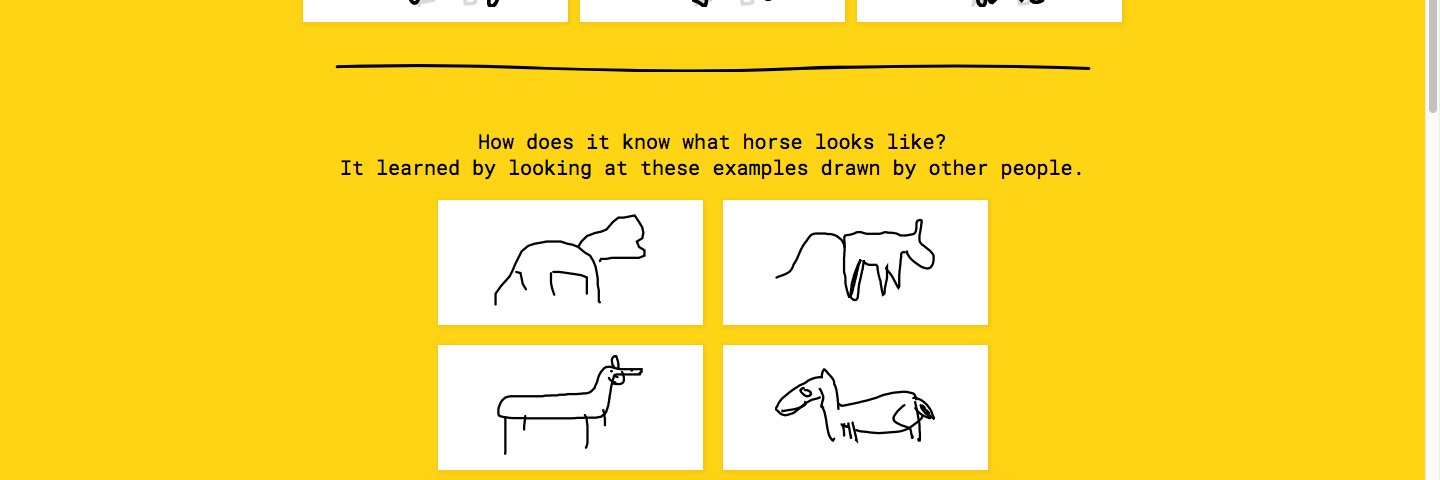 How does it know what horse looks like?
It learned by looking at these examples drawn by other people.